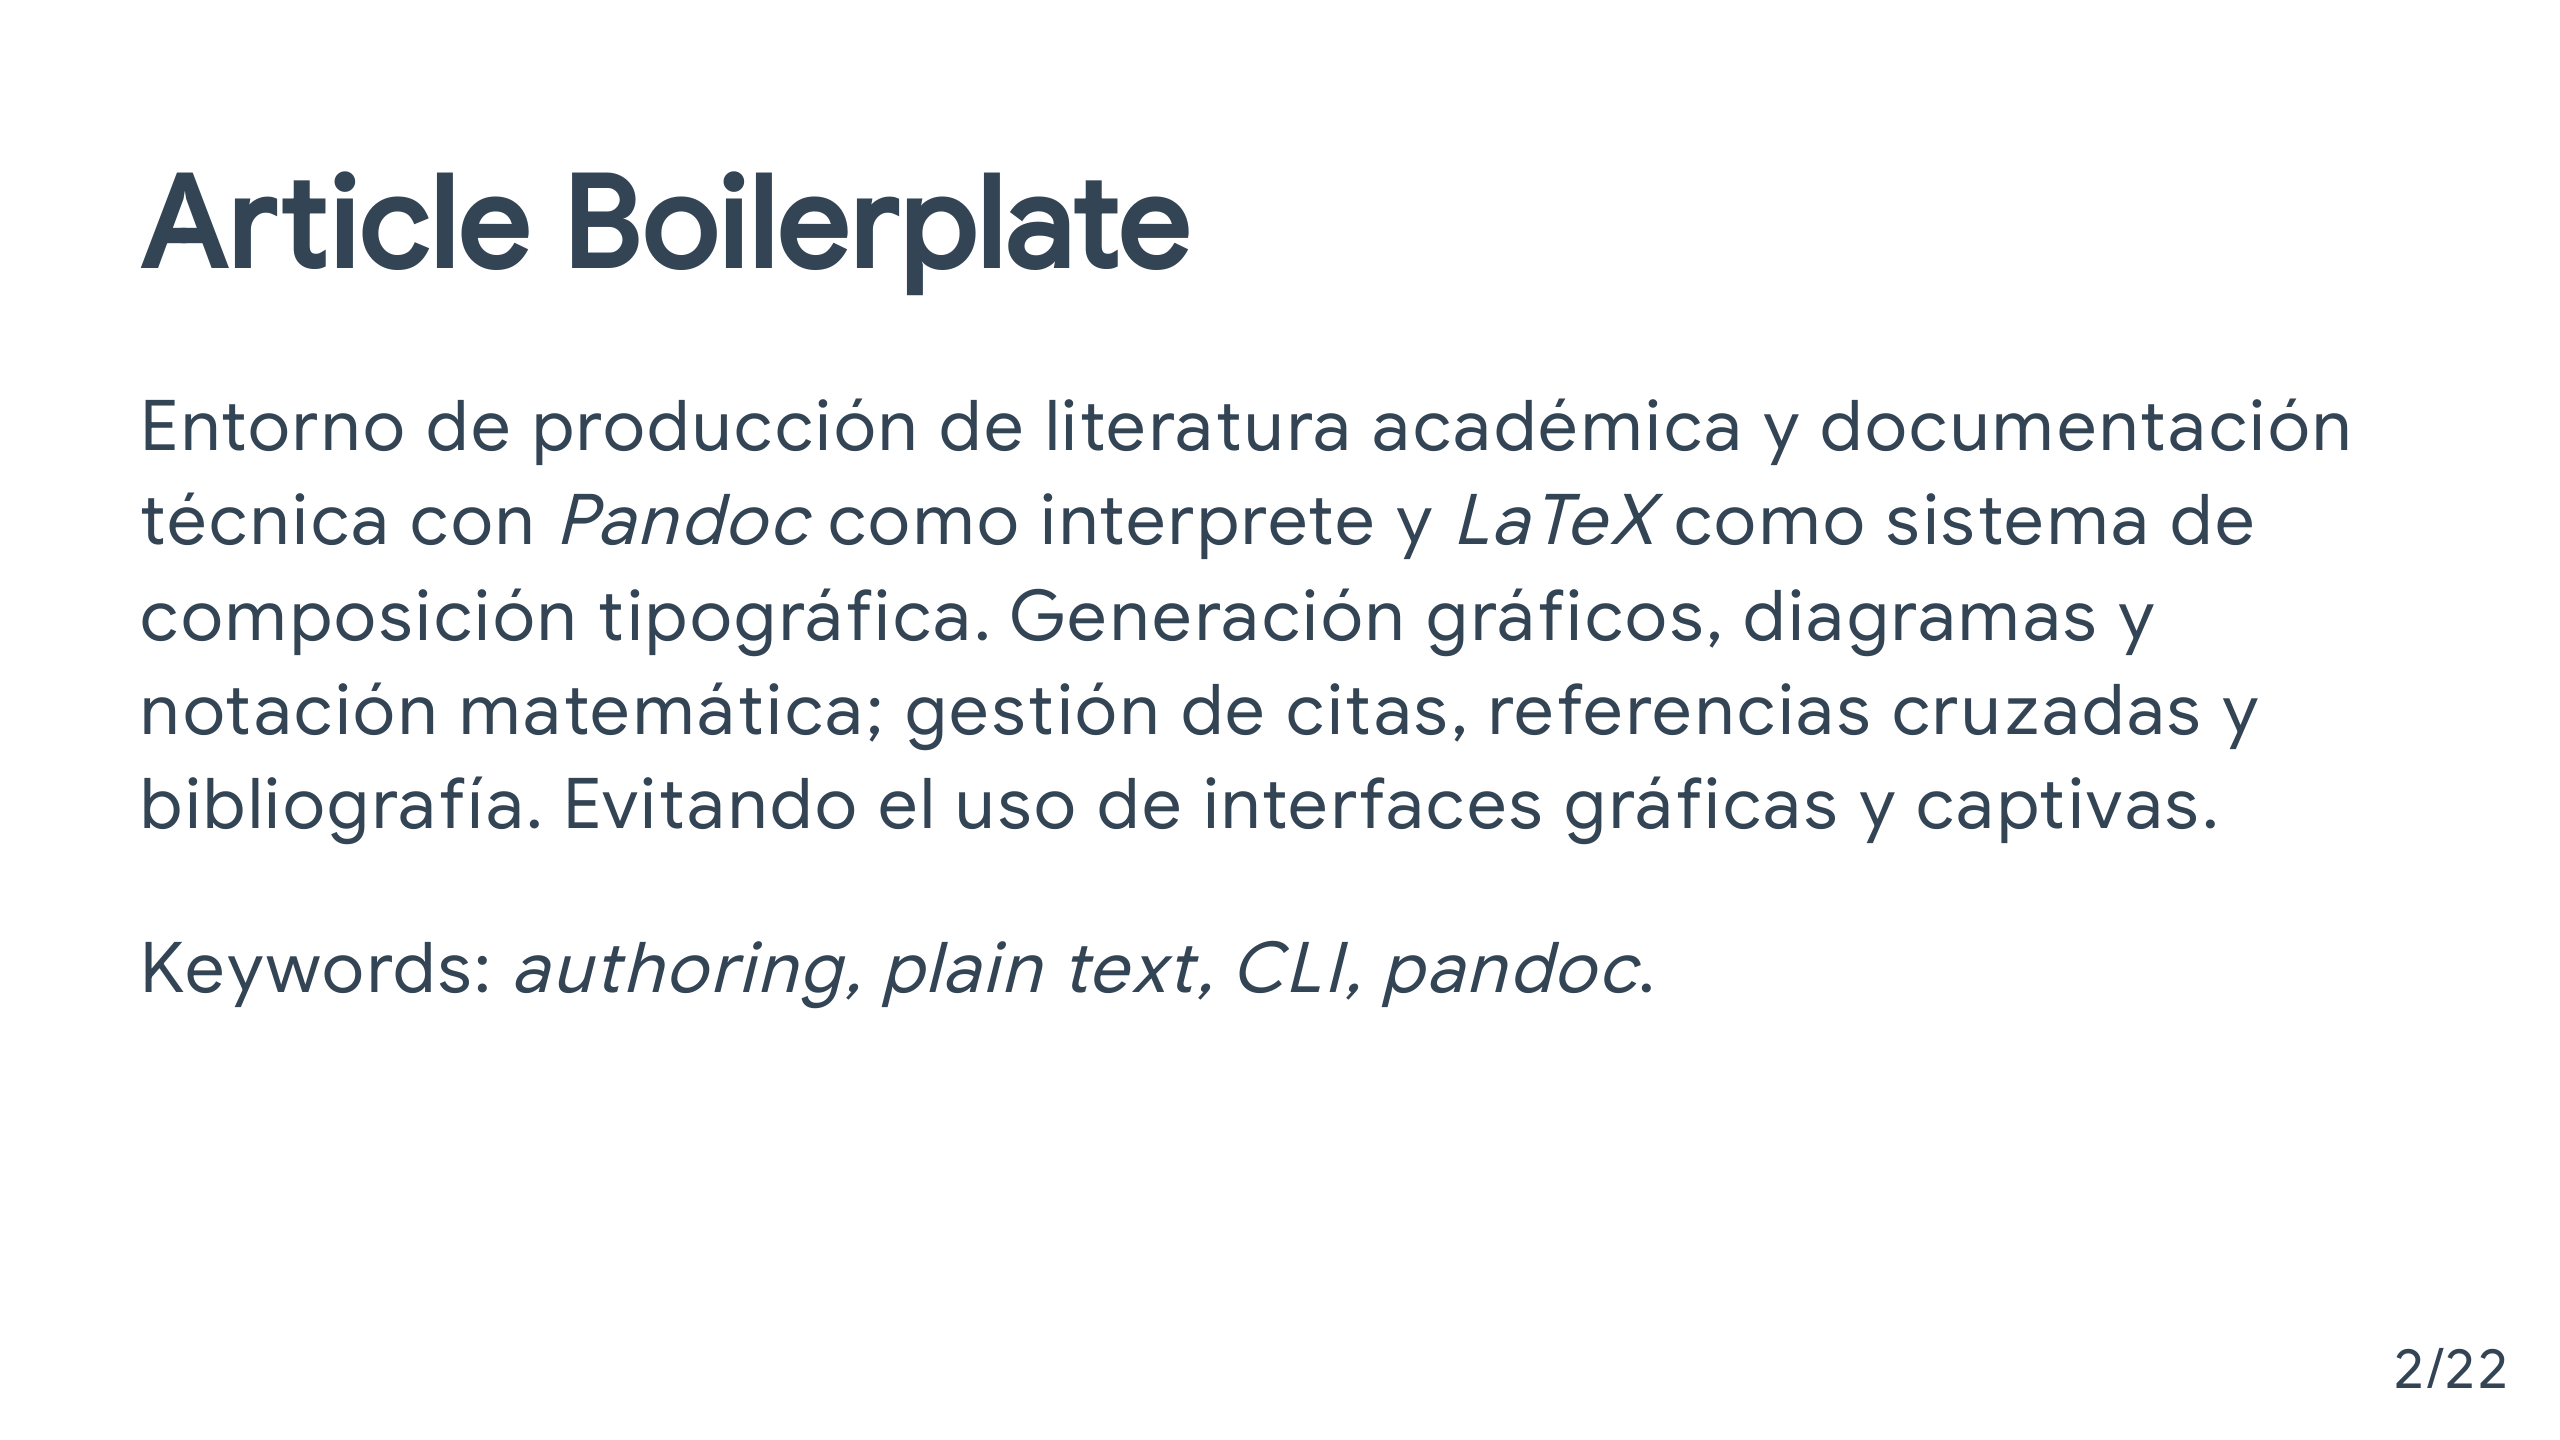 Article Boilerplate
Entorno de producción de literatura académica y documentación
técnica con Pandoc como interprete y LaTeX como sistema de
composición tipográfica. Generación gráficos, diagramas y
notación matemática; gestión de citas, referencias cruzadas y
bibliografía. Evitando el uso de interfaces gráficas y captivas.
Keywords: authoring, plain text, CLI, pandoc.
2/22